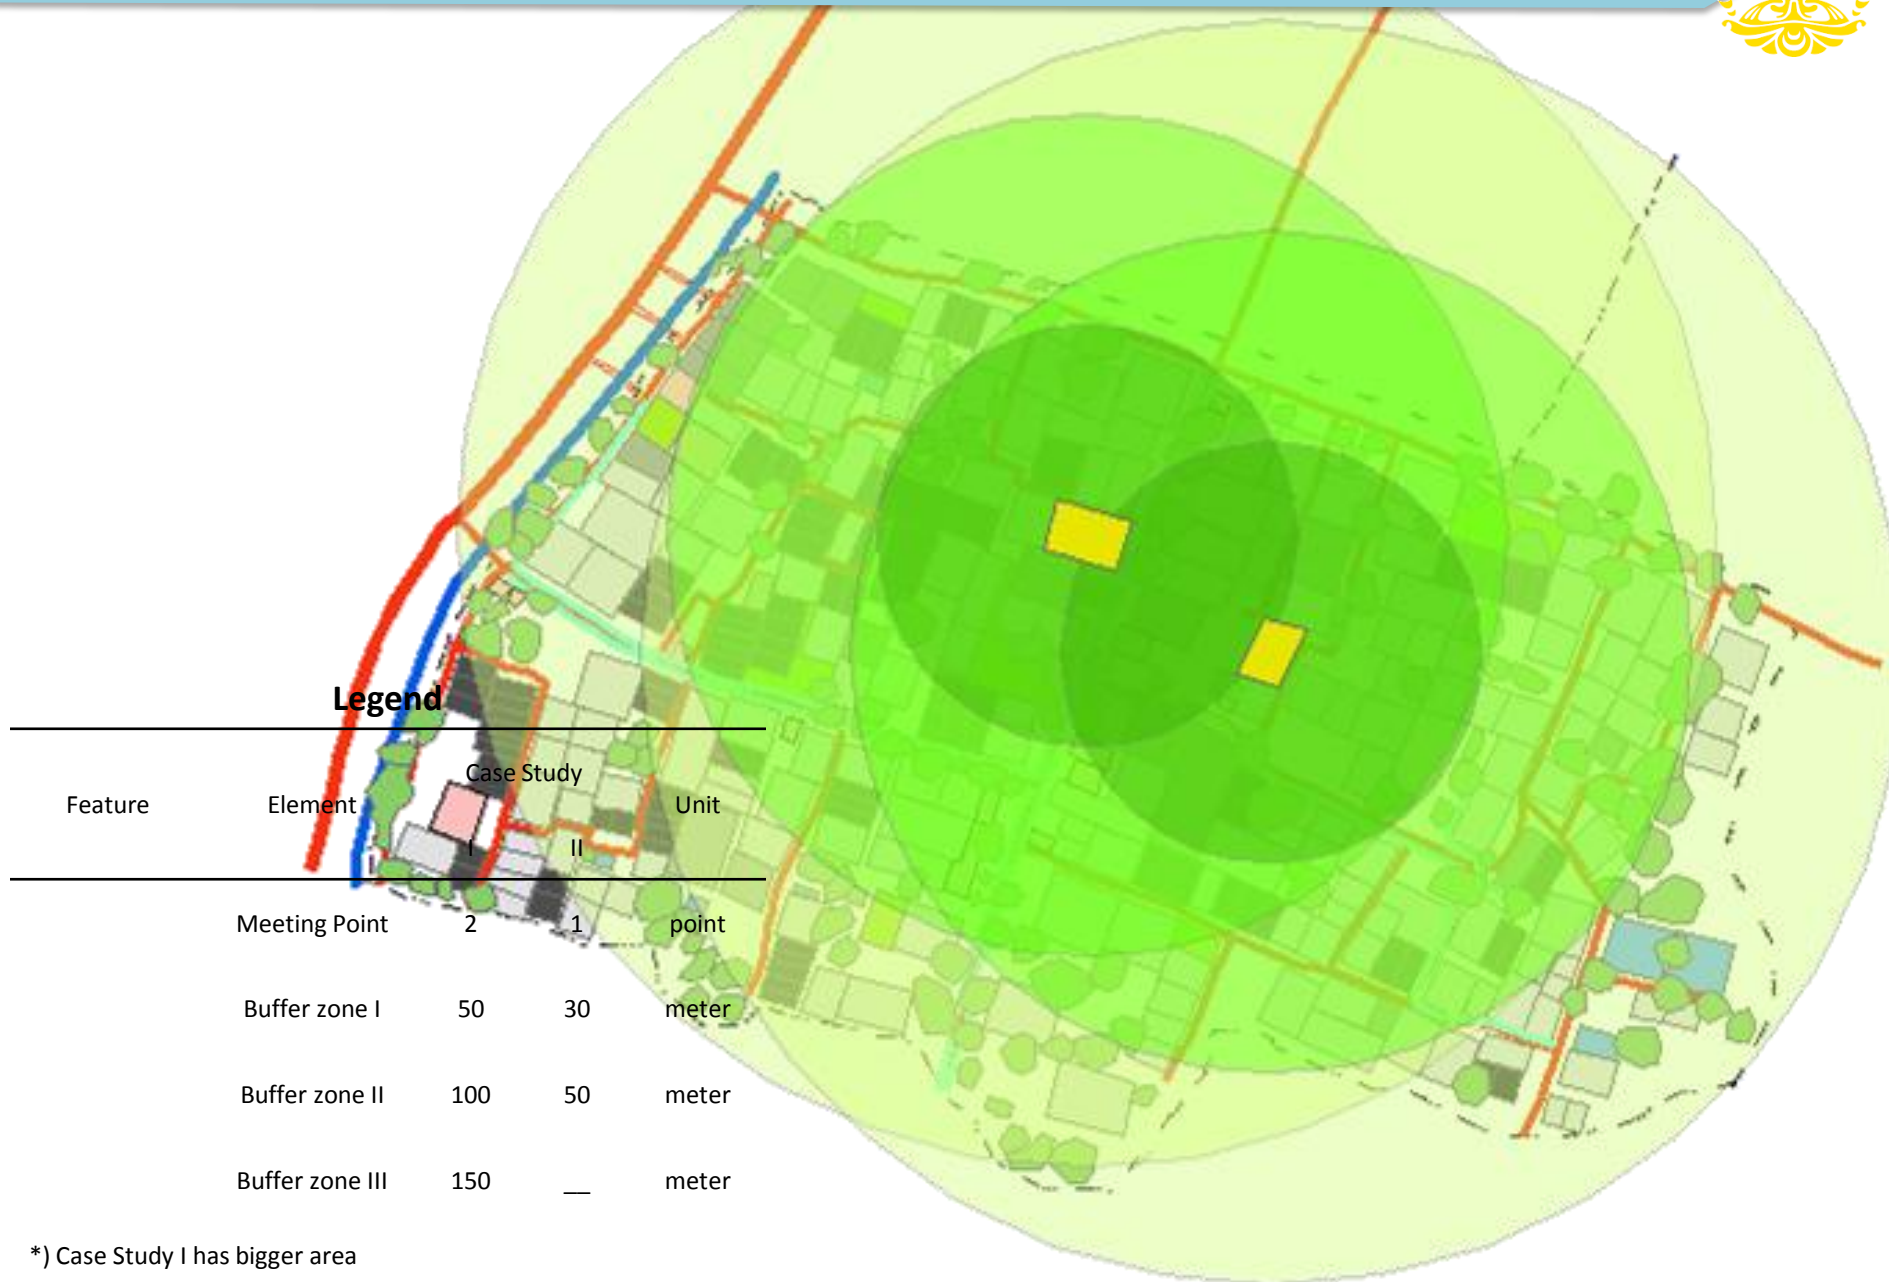 Legend
Feature Element Case Study Unit
I II
Meeting Point 2 1 point
Buffer zone I 50 30 meter
Buffer zone II 100 50 meter
Buffer zone III 150 __ meter
*) Case Study I has bigger area